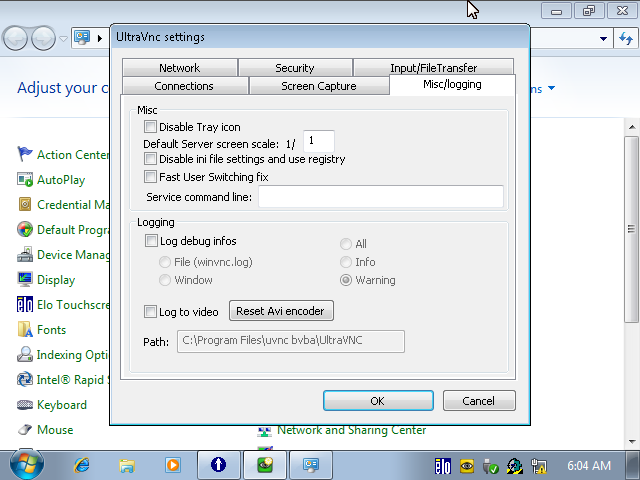 UltraVnc settings
Network
Security
Input/FileTransfer
Connections
Screen Capture
Misc/logging
Adjust your c
ns
Misc
Disable Tray icon
Default Server screen scale: 1/ 1
Disable ini file settings and use registry
Fast User Switching fix
Service command line:
Logging
Log debug infos
All
File (winvnc.log)
Info
Window
Warning
Log to video
Reset Avi encoder
Path: C:\Program Files\uvnc bvba\UltraVNC
OK
Cancel
Action Center
AutoPlay
Credential Ma
Default Progra
Device Manag
Display
elo Elo Touchscre
Fonts
Indexing Optio
Intel® Rapid S
Keyboard
Mouse
Network and Sharing Center
elo
6:04 AM